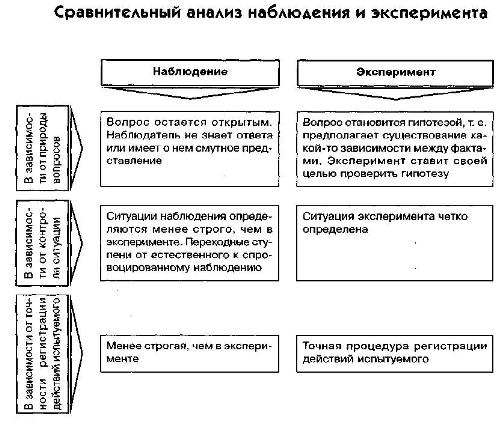 Сравнительный анализ наблюдения и эксперимента
Наблюдение
Эксперимент
В зависимос-
ти от природы
вопросов
Вопрос остается открытым.
Наблюдатель не знает ответа
или имеет о нем смутное пред-
ставление
Вопрос становится гипотезой, т. е.
предполагает существование ка-
кой-то зависимости между факта-
ми. Эксперимент ставит своей
целью проверить гипотезу
В зависимос-
ти от контро-
ля ситуации
Ситуации наблюдения опреде-
ляются менее строго, чем в
эксперименте. Переходные сту-
пени от естественного к спро-
воцированному наблюдению
Ситуация эксперимента четко
определена
В зависимости от точ-
ности регистрации
действий испытуемого
Менее строгая, чем в экспери-
менте
Точная процедура регистрации
действий испытуемого